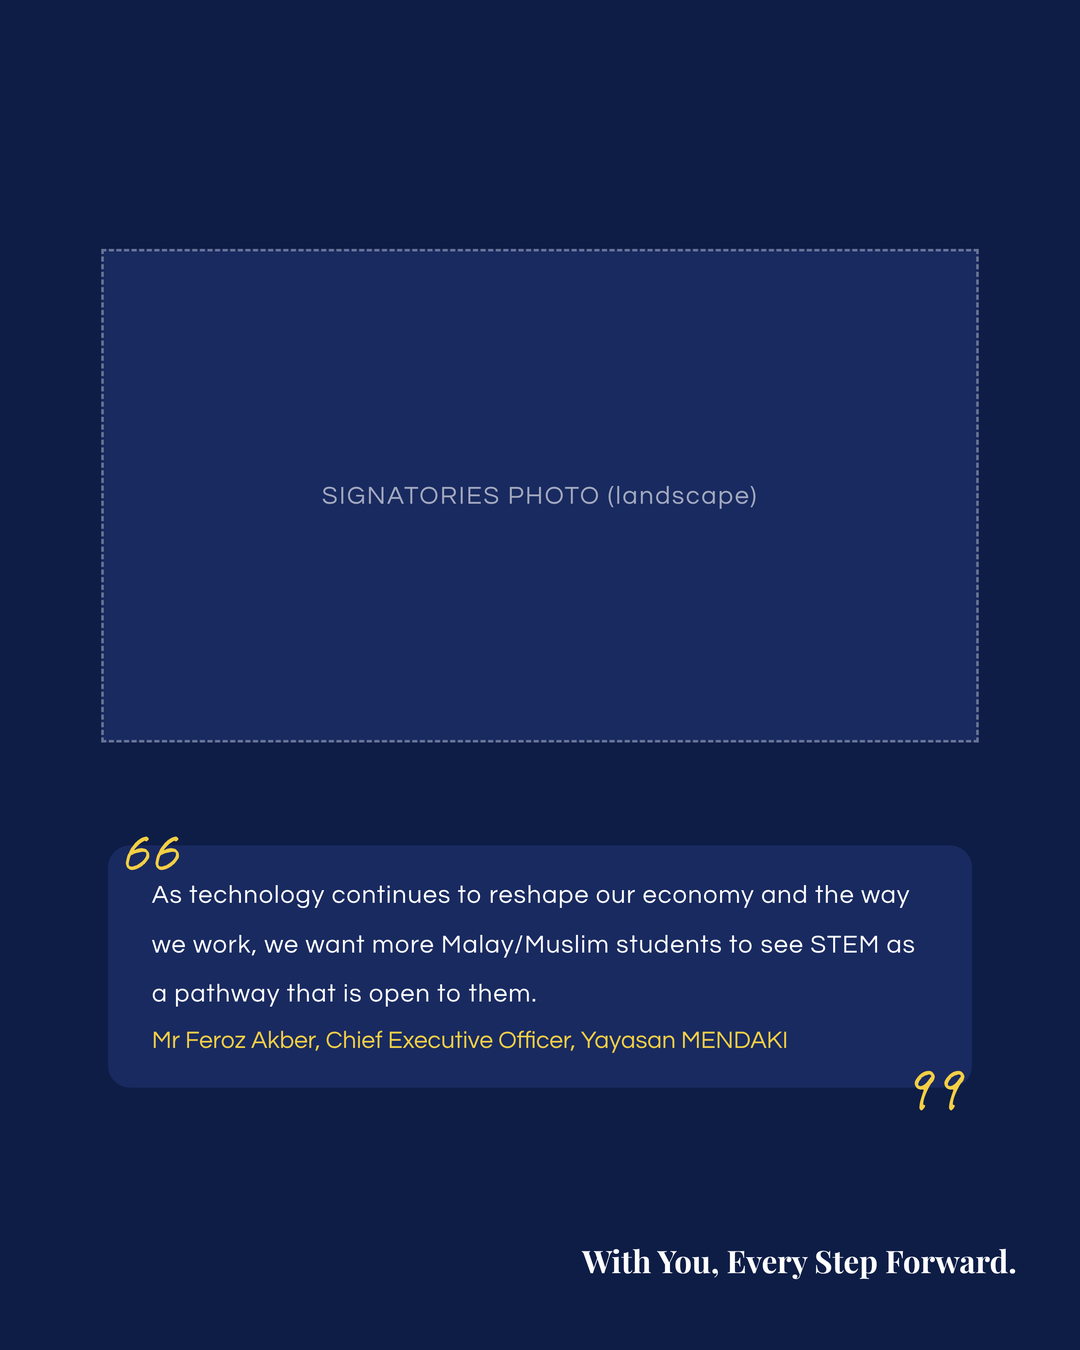 SIGNATORIES PHOTO (landscape)
66
As technology continues to reshape our economy and the way
we work, we want more Malay/Muslim students to see STEM as
a pathway that is open to them.
Mr Feroz Akber, Chief Executive Officer, Yayasan MENDAKI
99
With You, Every Step Forward.